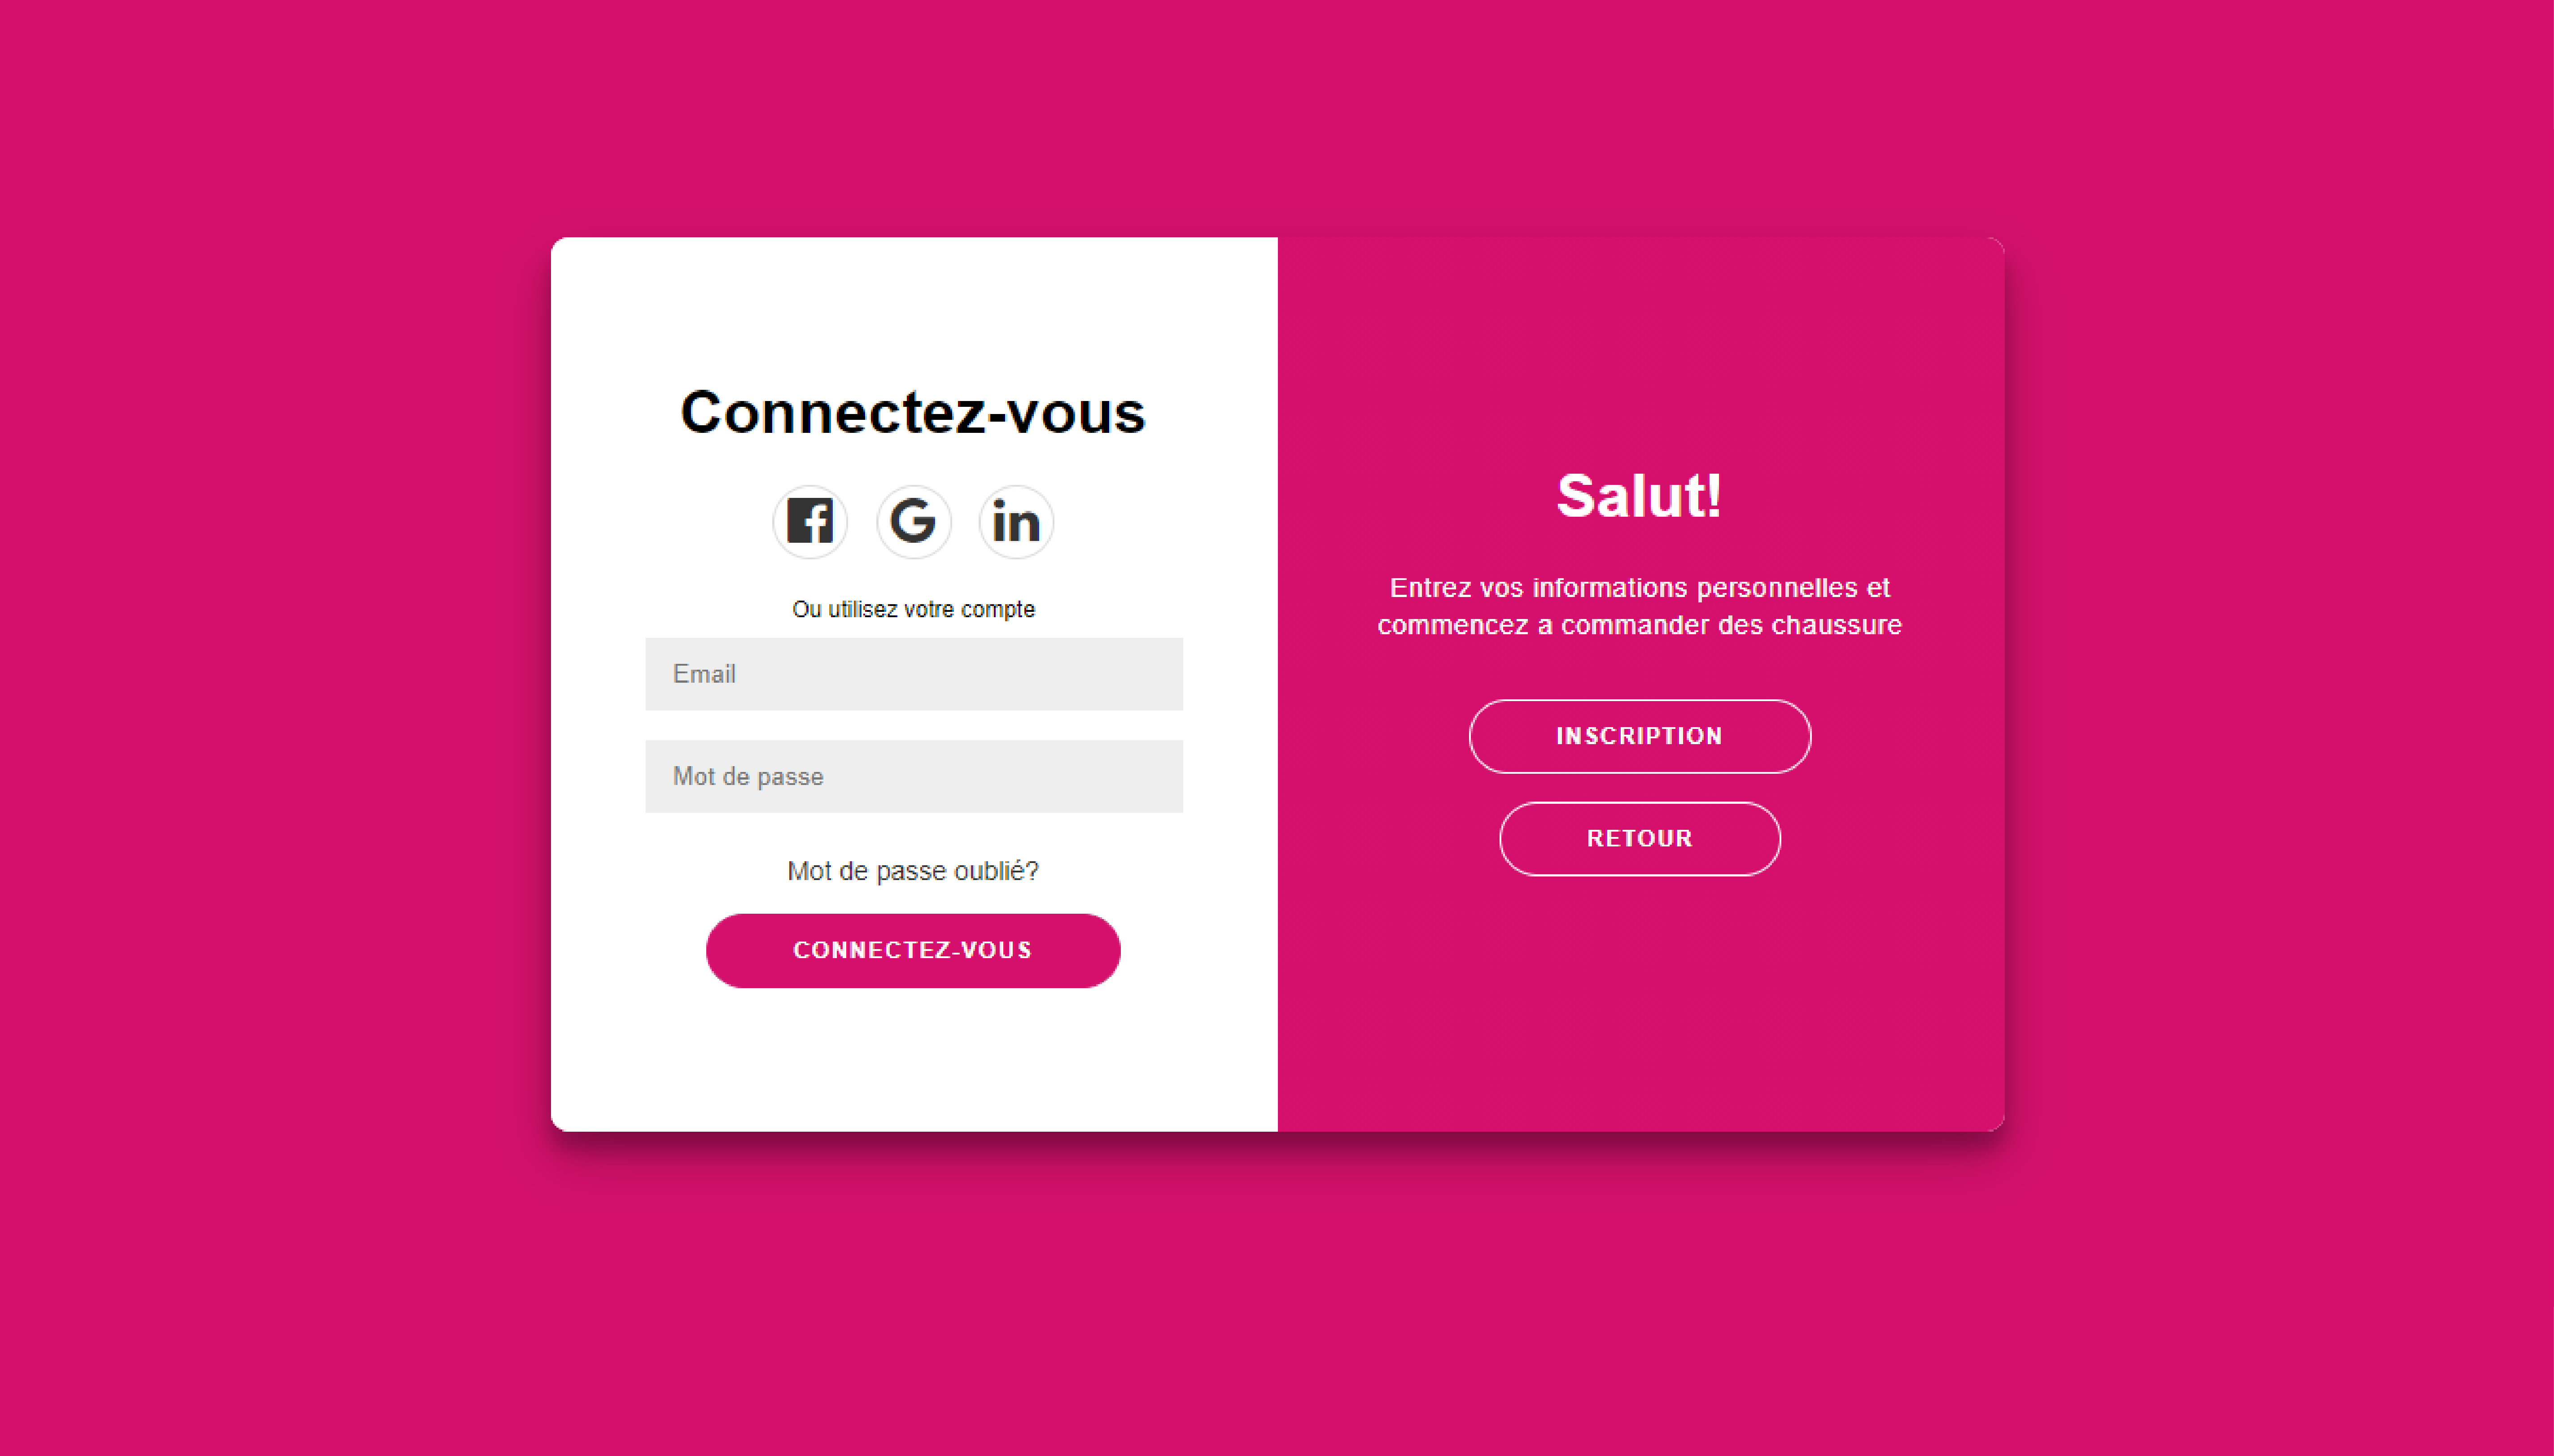 Connectez-vous
Ou utilisez votre compte
Email
Mot de passe
Mot de passe oublié?
CONNECTEZ-VOUS
Salut!
Entrez vos informations personnelles et
commencez a commander des chaussure
INSCRIPTION
RETOUR